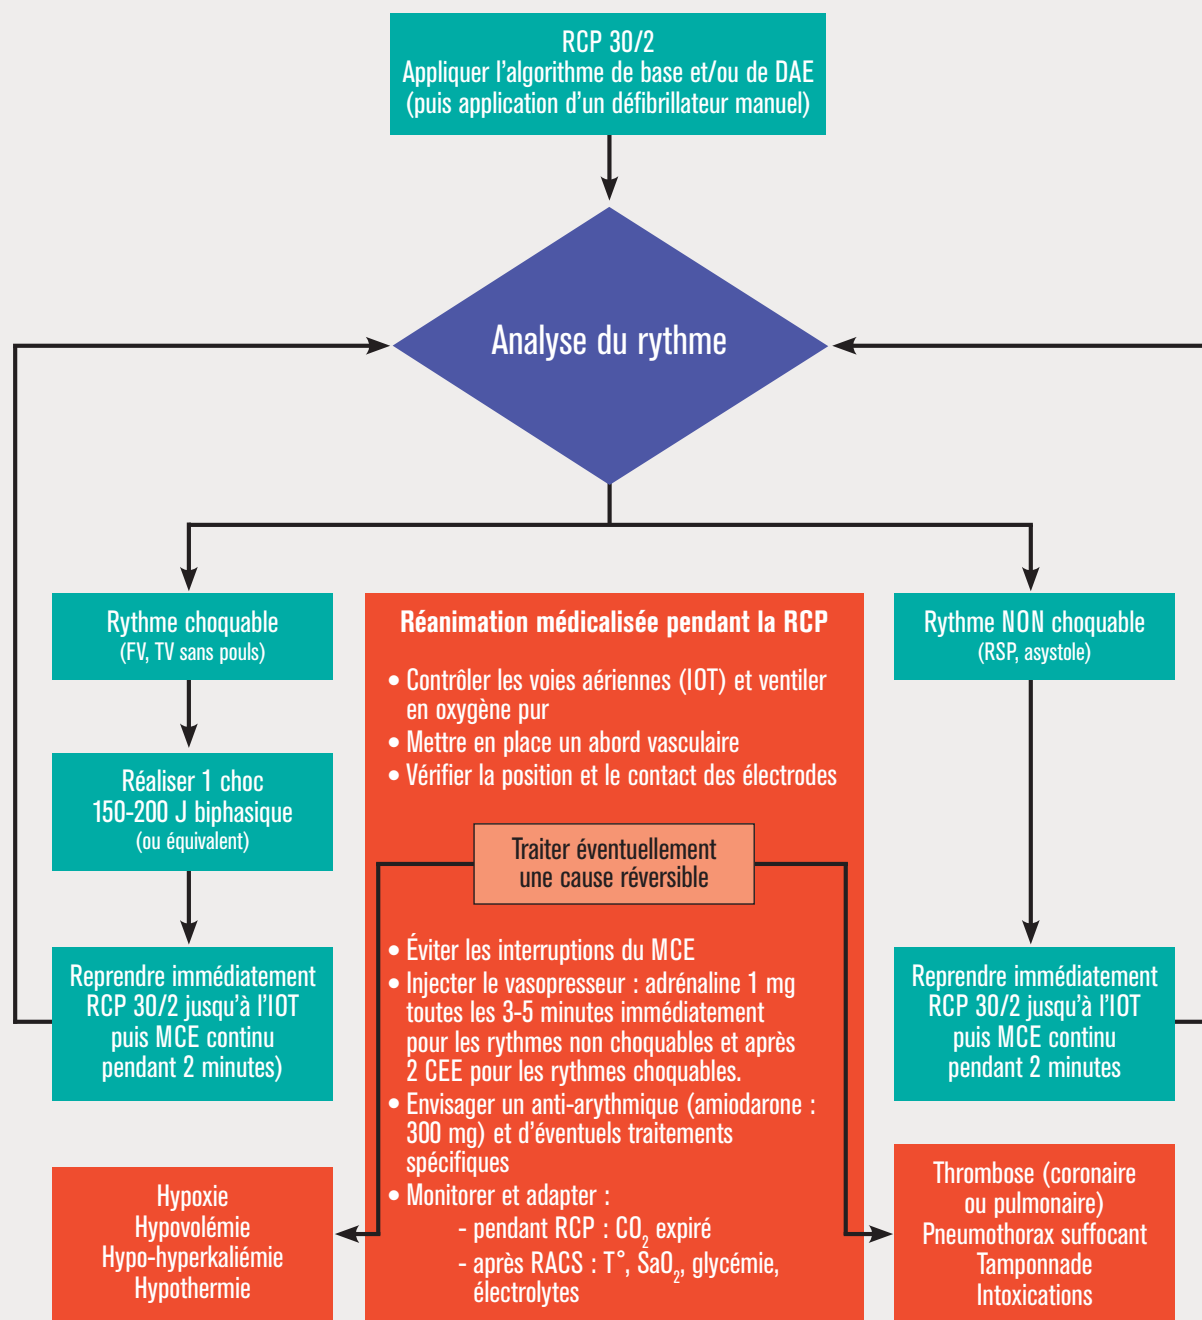 RCP 30/2
Appliquer l'algorithme de base et/ou de DAE
(puis application d'un défibrillateur manuel)
Analyse du rythme
Rythme choquable
(FV, TV sans pouls)
Réaliser 1 choc
150-200 J biphasique
(ou équivalent)
Reprendre immédiatement
RCP 30/2 jusqu'à l'IOT
puis MCE continu
pendant 2 minutes)
Hypoxie
Hypovolémie
Hypo-hyperkaliémie
Hypothermie
Réanimation médicalisée pendant la RCP
• Contrôler les voies aériennes (IOT) et ventiler
en oxygène pur
• Mettre en place un abord vasculaire
• Vérifier la position et le contact des électrodes
Traiter éventuellement
une cause réversible
• Éviter les interruptions du MCE
• Injecter le vasopresseur : adrénaline 1 mg
toutes les 3-5 minutes immédiatement
pour les rythmes non choquables et après
2 CEE pour les rythmes choquables.
• Envisager un anti-arythmique (amiodarone :
300 mg) et d'éventuels traitements
spécifiques
• Monitorer et adapter :
- pendant RCP : CO₂ expiré
- après RACS : T°, SaO₂, glycémie,
électrolytes
Rythme NON choquable
(RSP, asystole)
Reprendre immédiatement
RCP 30/2 jusqu'à l'IOT
puis MCE continu
pendant 2 minutes
Thrombose (coronaire
ou pulmonaire)
Pneumothorax suffocant
Tamponnade
Intoxications